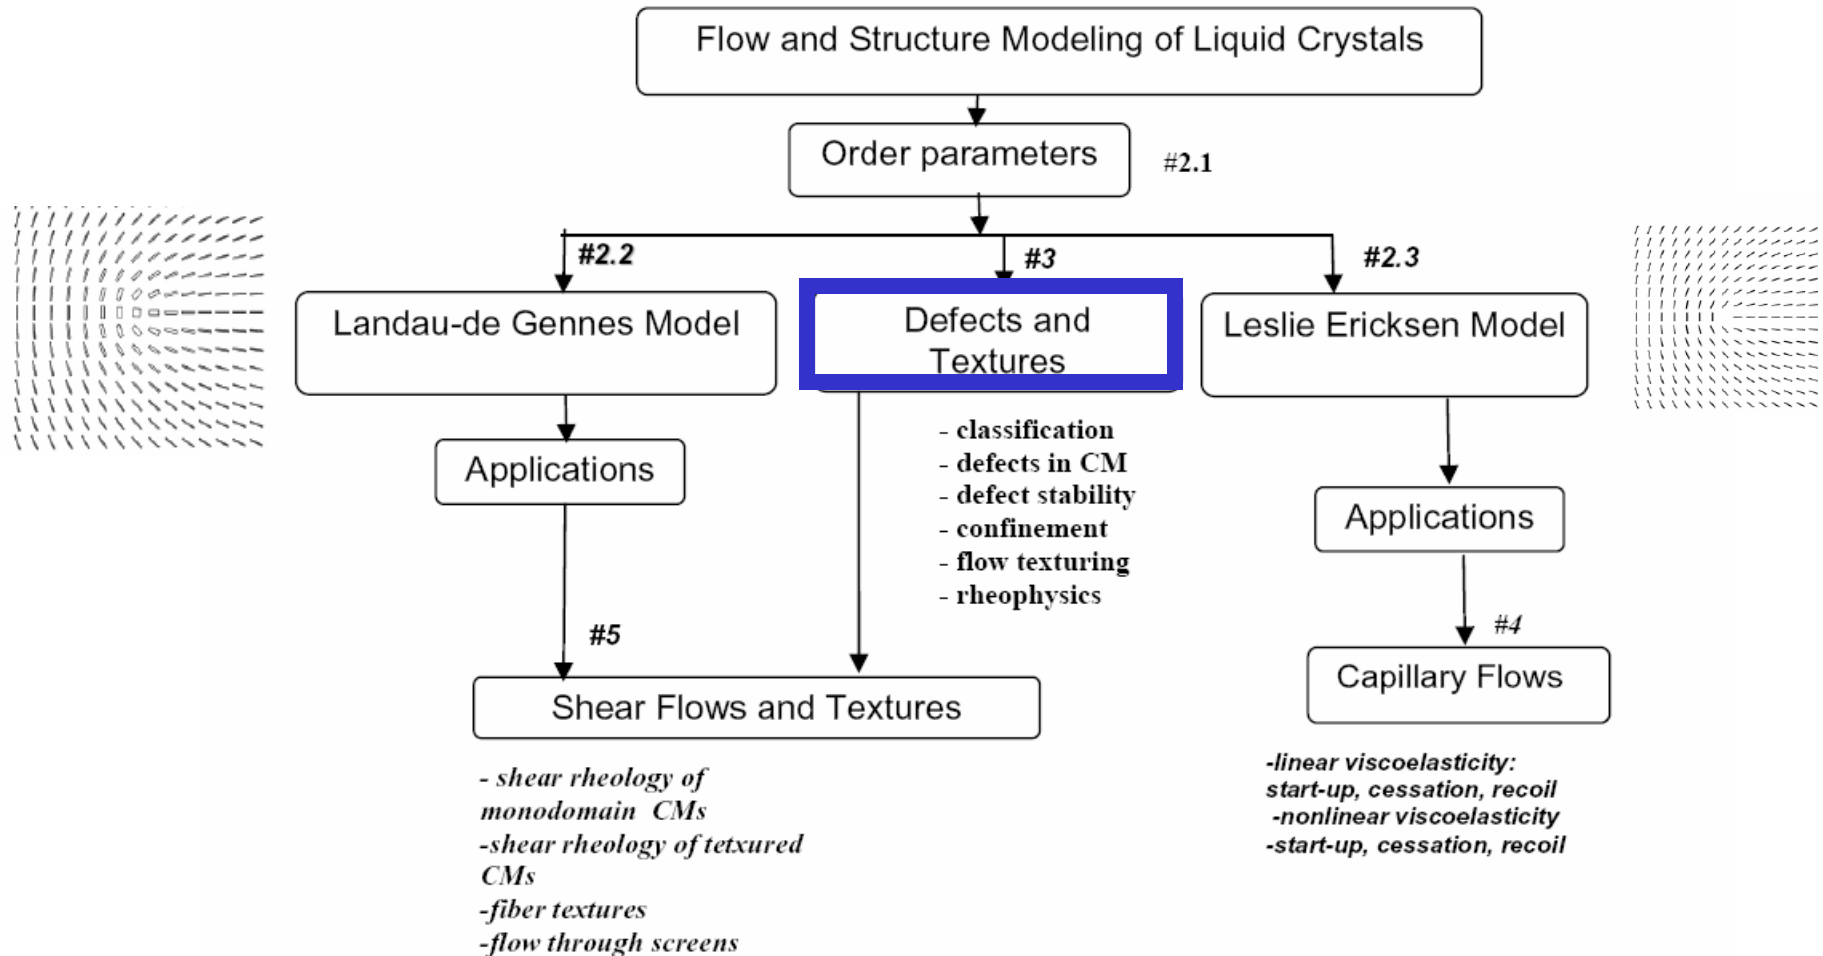 Flow and Structure Modeling of Liquid Crystals
Order parameters
#2.1
#2.2
#3
#2.3
Landau-de Gennes Model
Defects and
Textures
Leslie Ericksen Model
- classification
- defects in CM
- defect stability
- confinement
- flow texturing
- rheophysics
Applications
Applications
#5
#4
Shear Flows and Textures
Capillary Flows
- shear rheology of
monodomain CMs
-shear rheology of tetxured
CMs
-fiber textures
-flow through screens
-linear viscoelasticity:
start-up, cessation, recoil
-nonlinear viscoelasticity
-start-up, cessation, recoil